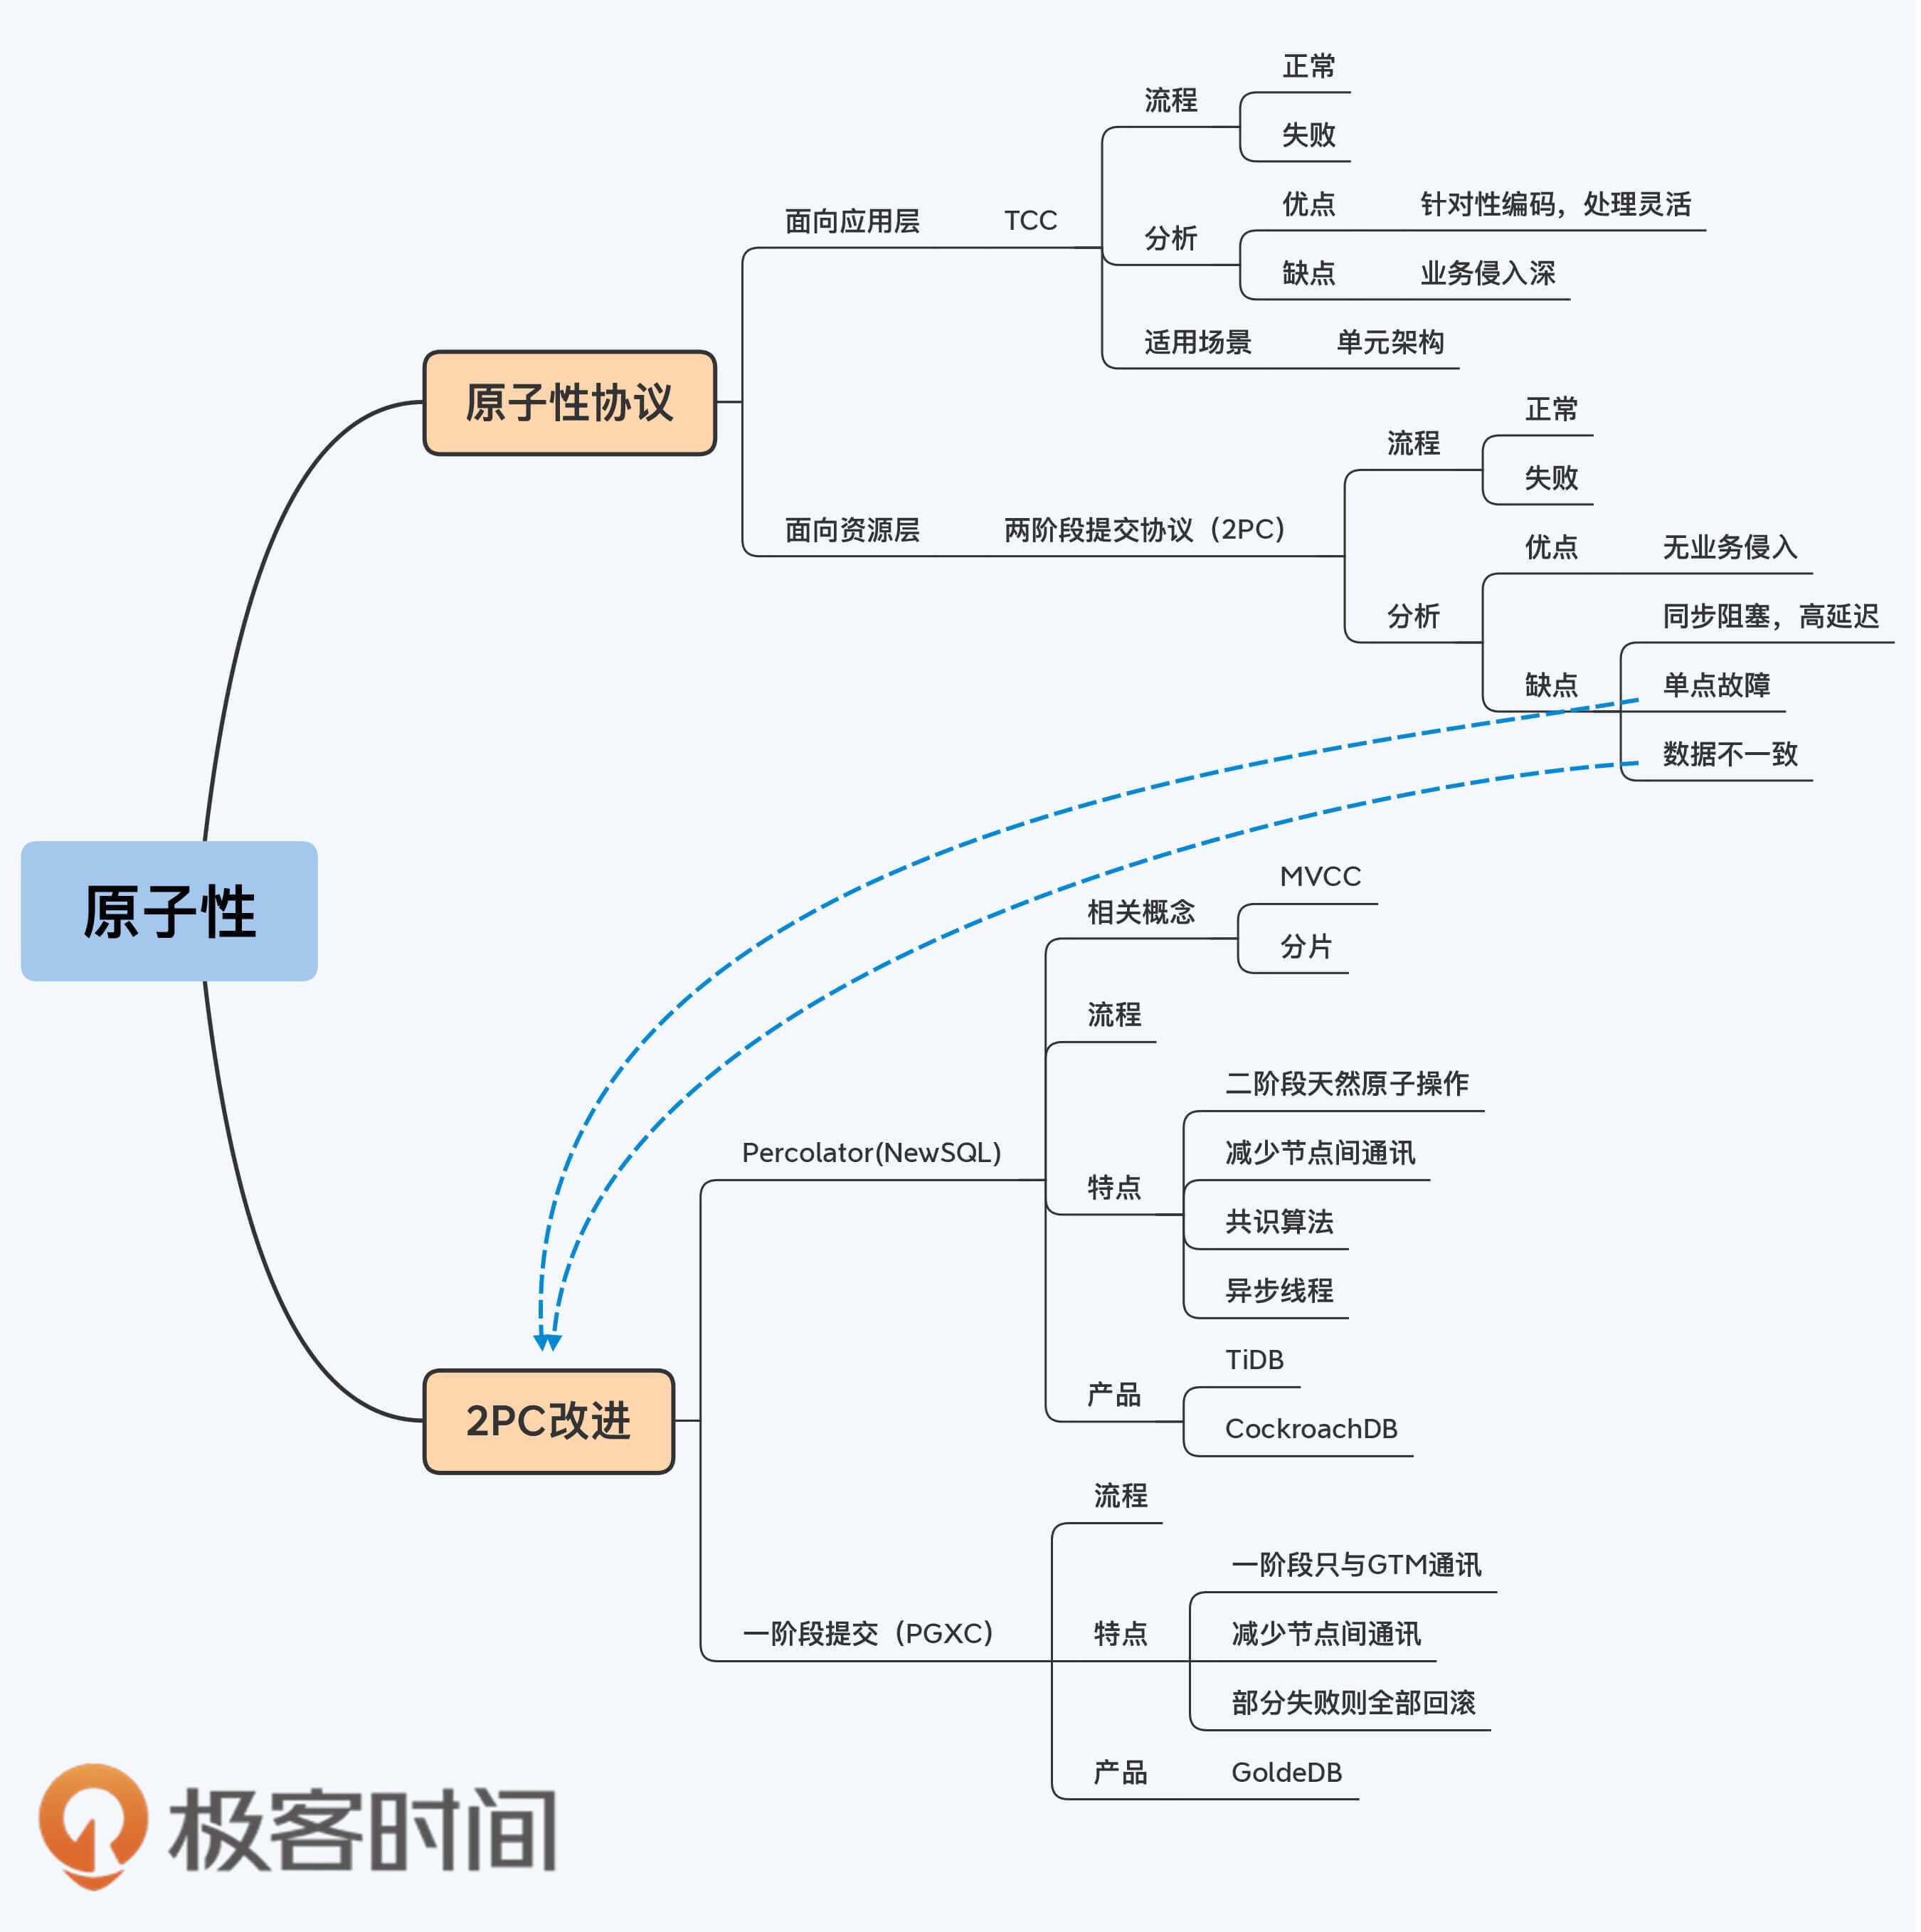 原子性
原子性协议
面向应用层
TCC
流程
正常
失败
分析
优点
针对性编码，处理灵活
缺点
业务侵入深
适用场景
单元架构
面向资源层
两阶段提交协议（2PC）
流程
正常
失败
分析
优点
无业务侵入
缺点
同步阻塞，高延迟
单点故障
数据不一致
2PC改进
Percolator(NewSQL)
相关概念
MVCC
分片
流程
特点
二阶段天然原子操作
减少节点间通讯
共识算法
异步线程
产品
TiDB
CockroachDB
一阶段提交（PGXC）
流程
特点
一阶段只与GTM通讯
减少节点间通讯
部分失败则全部回滚
产品
GoldeDB
极客时间